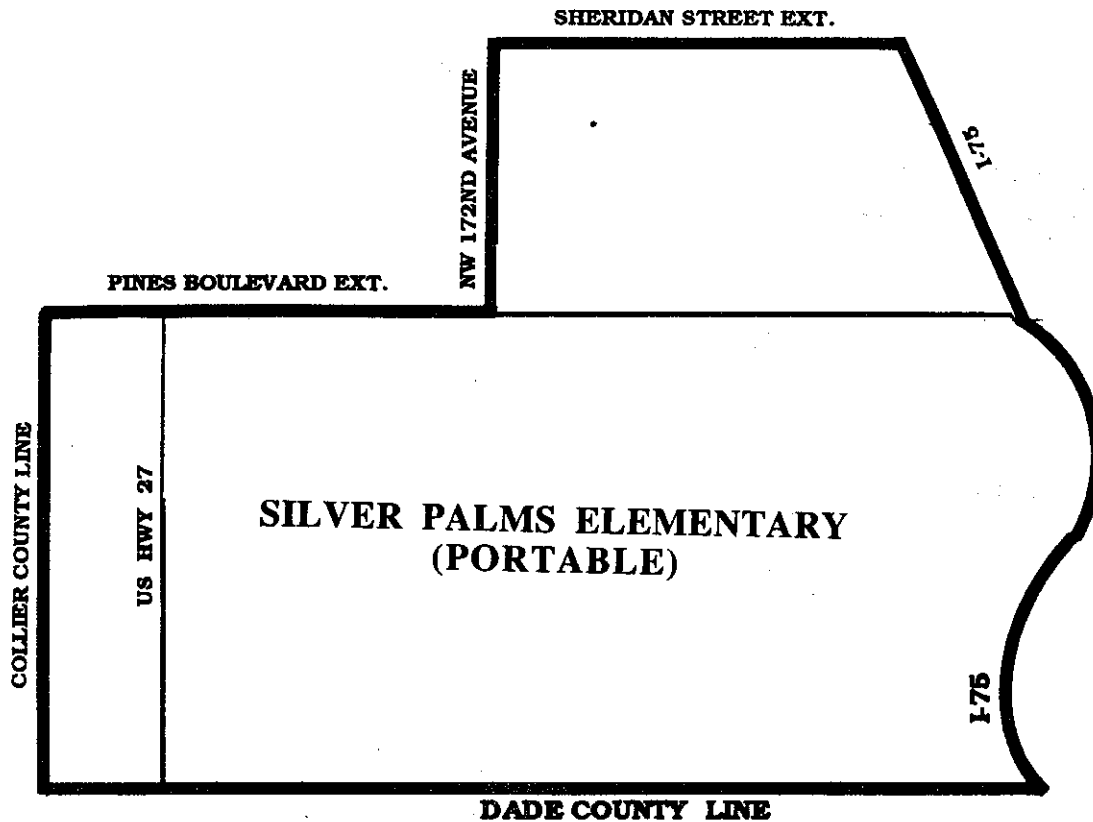 SHERIDAN STREET EXT.
NW 172ND AVENUE
I-75
PINES BOULEVARD EXT.
COLLIER COUNTY LINE
US HWY 27
SILVER PALMS ELEMENTARY
(PORTABLE)
I-75
DADE COUNTY LINE